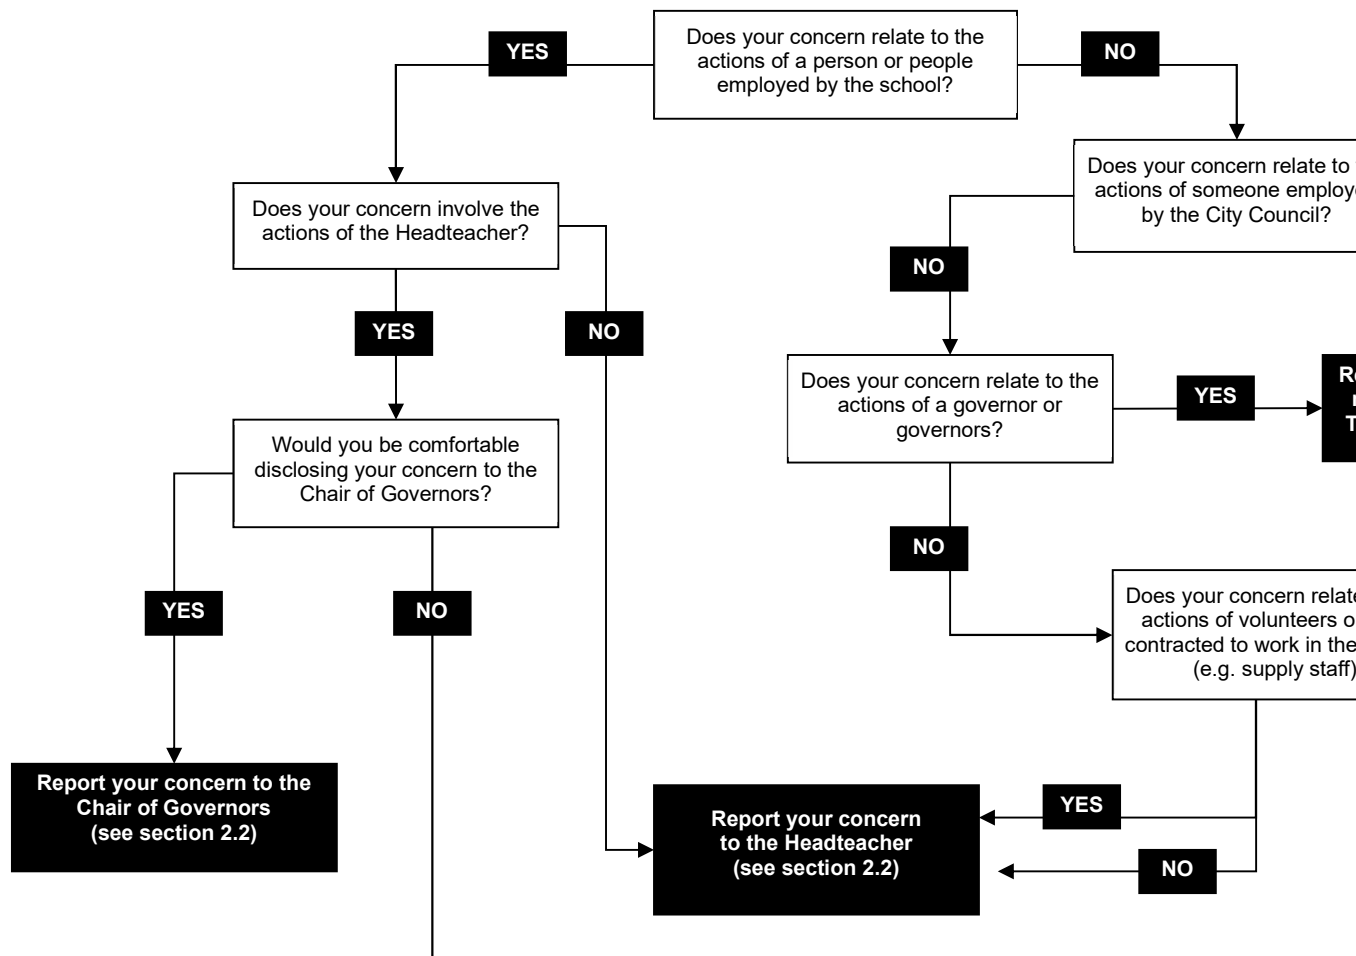 Does your concern relate to the
actions of a person or people
employed by the school?
YES
NO
Does your concern relate to
actions of someone
by the City Council?
Does your concern involve the
actions of the Headteacher?
NO
YES
NO
Does your concern relate to the
actions of a governor or
governors?
YES
Would you be comfortable
disclosing your concern to the
Chair of Governors?
NO
YES
NO
Does your concern
actions of volunteers
contracted to work in the
(e.g. supply staff)
Report your concern to the
Chair of Governors
(see section 2.2)
Report your concern
to the Headteacher
(see section 2.2)
YES
NO